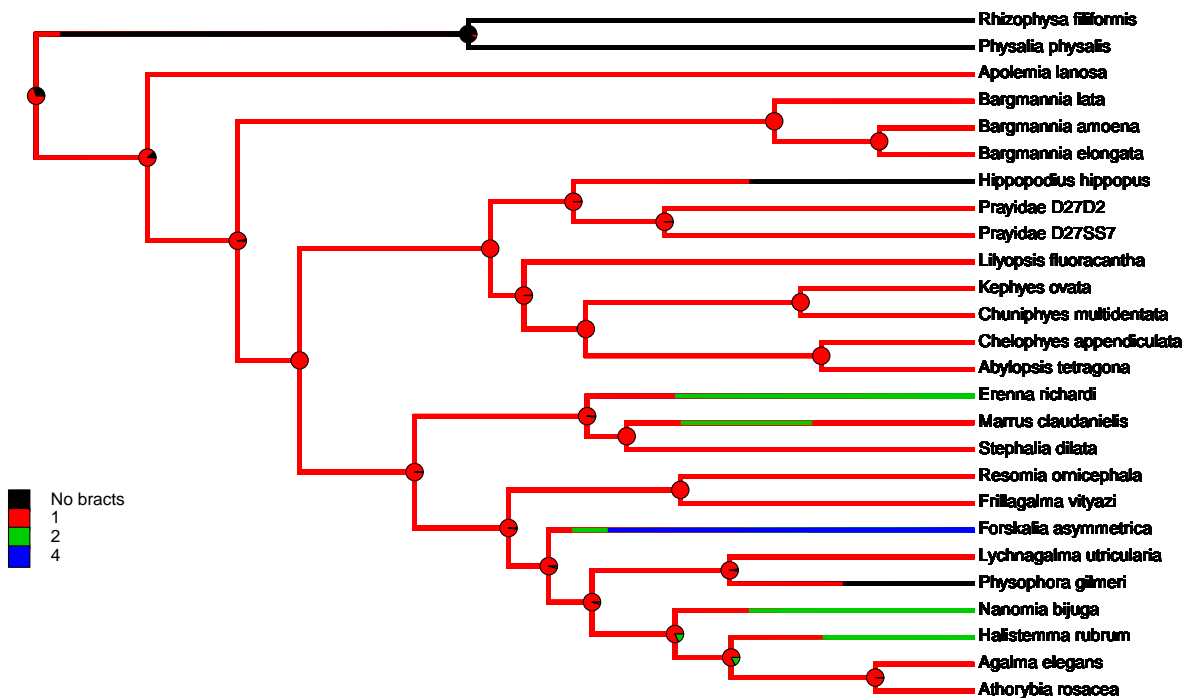 Rhizophysa filiformis
Physalia physalis
Apolemia lanosa
Bargmannia lata
Bargmannia amoena
Bargmannia elongata
Hippopodius hippopus
Prayidae D27D2
Prayidae D27SS7
Lilyopsis fluoracantha
Kephyes ovata
Chuniphyes multidentata
Chelophyes appendiculata
Abylopsis tetragona
Erenna richardi
Marrus claudanielis
Stephalia dilata
Resomia ornicephala
Frillagalma vityazi
Forskalia asymmetrica
Lychnagalma utricularia
Physophora gilmeri
Nanomia bijuga
Halistemma rubrum
Agalma elegans
Athorybia rosacea
No bracts
1
2
4